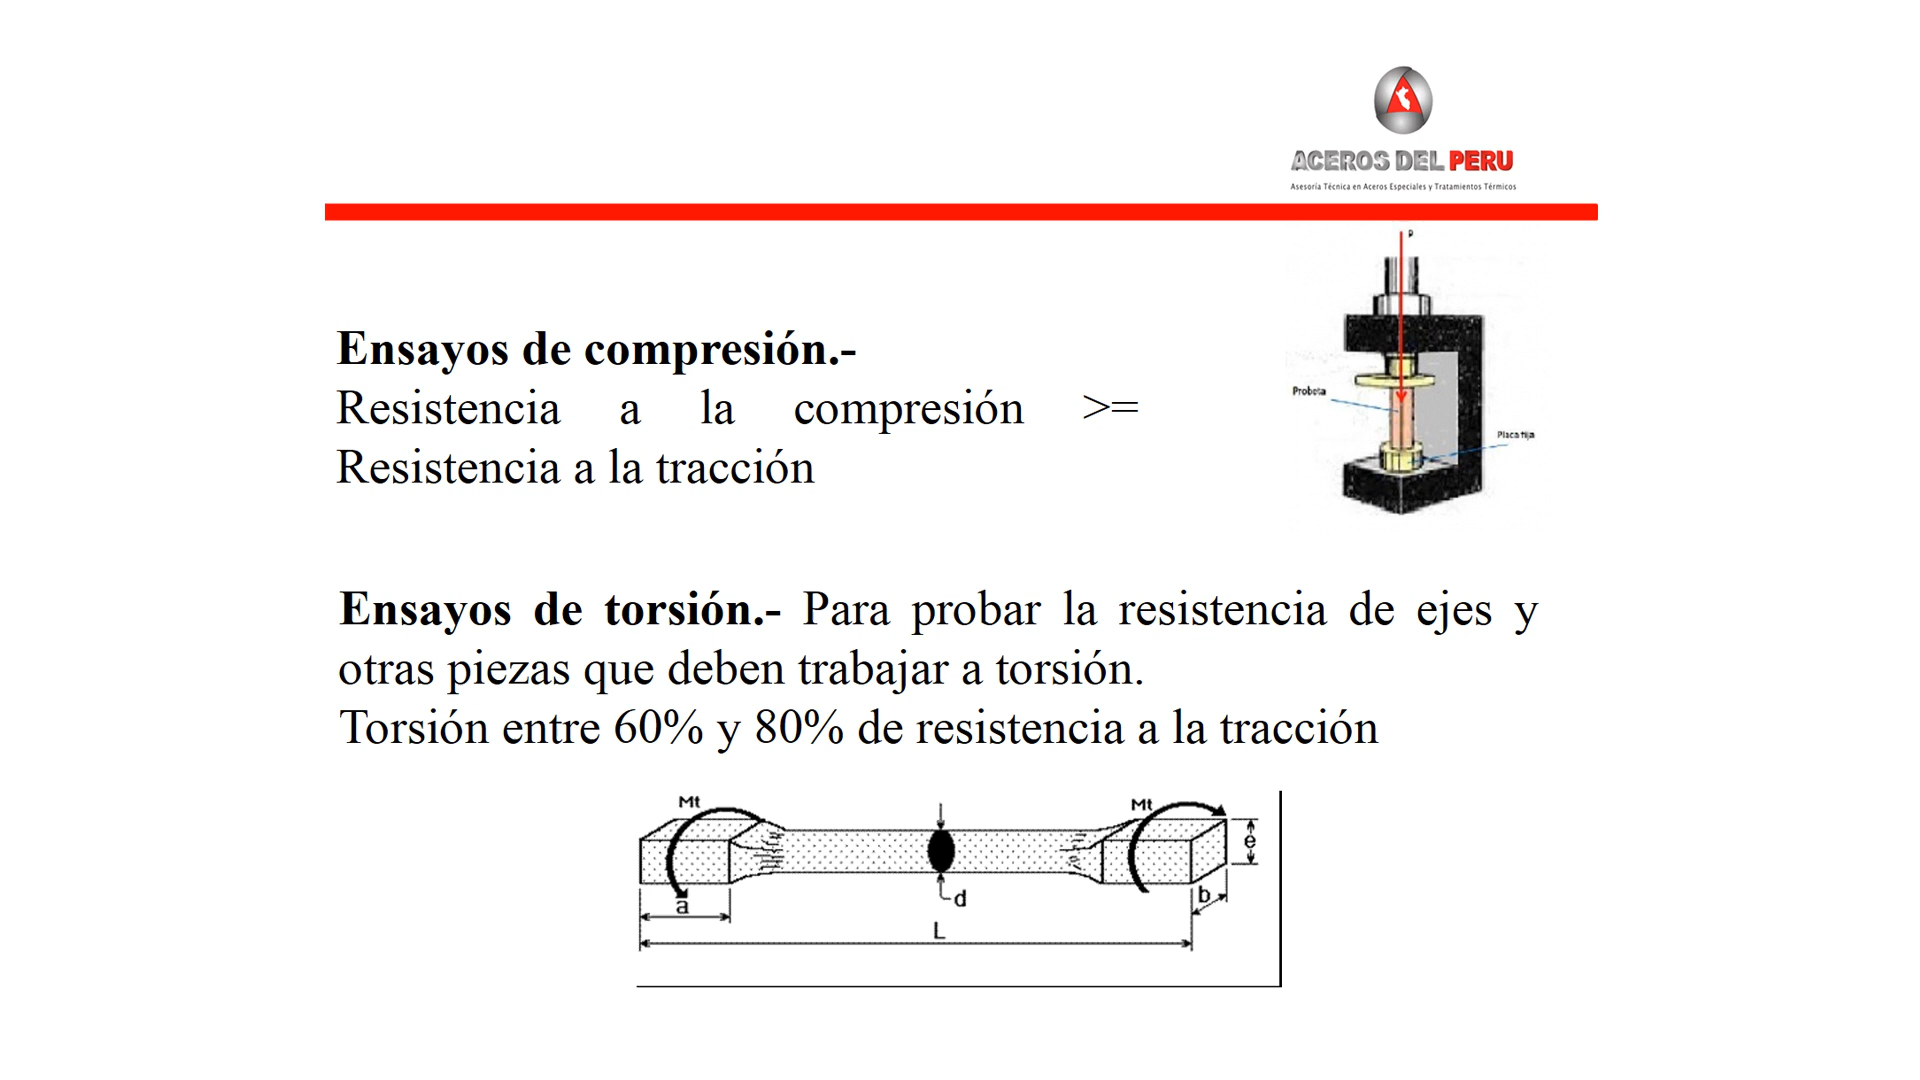 ACEROS DEL PERU
Asesoría Técnica en Aceros Especiales y Tratamientos Térmicos
P
Ensayos de compresión.-
Resistencia a la compresión >=
Resistencia a la tracción
Probeta
Placa fija
Ensayos de torsión.- Para probar la resistencia de ejes y
otras piezas que deben trabajar a torsión.
Torsión entre 60% y 80% de resistencia a la tracción
Mt
Mt
e
a
d
b
L